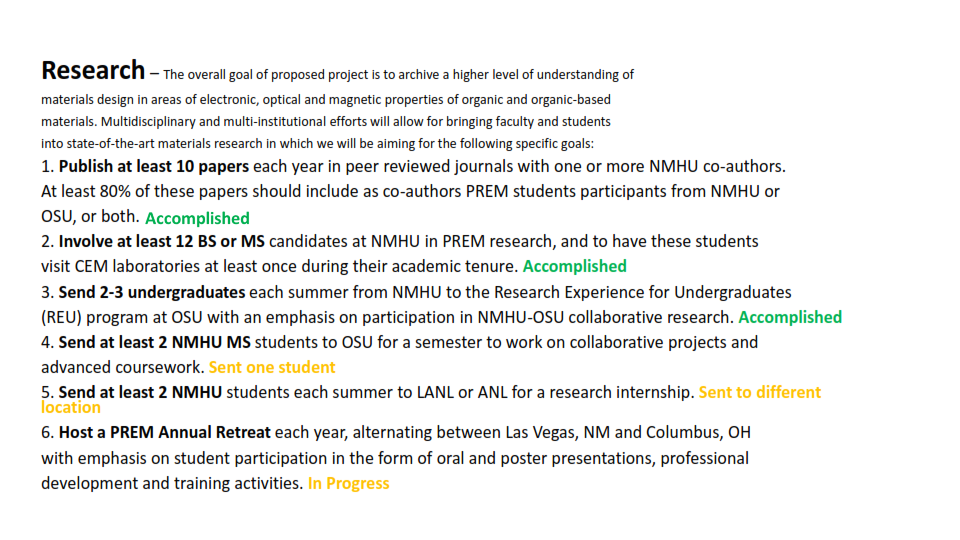 Research – The overall goal of proposed project is to archive a higher level of understanding of
materials design in areas of electronic, optical and magnetic properties of organic and organic-based
materials. Multidisciplinary and multi-institutional efforts will allow for bringing faculty and students
into state-of-the-art materials research in which we will be aiming for the following specific goals:
1. Publish at least 10 papers each year in peer reviewed journals with one or more NMHU co-authors.
At least 80% of these papers should include as co-authors PREM students participants from NMHU or
OSU, or both. Accomplished
2. Involve at least 12 BS or MS candidates at NMHU in PREM research, and to have these students
visit CEM laboratories at least once during their academic tenure. Accomplished
3. Send 2-3 undergraduates each summer from NMHU to the Research Experience for Undergraduates
(REU) program at OSU with an emphasis on participation in NMHU-OSU collaborative research. Accomplished
4. Send at least 2 NMHU MS students to OSU for a semester to work on collaborative projects and
advanced coursework. Sent one student
5. Send at least 2 NMHU students each summer to LANL or ANL for a research internship. Sent to different
location
6. Host a PREM Annual Retreat each year, alternating between Las Vegas, NM and Columbus, OH
with emphasis on student participation in the form of oral and poster presentations, professional
development and training activities. In Progress